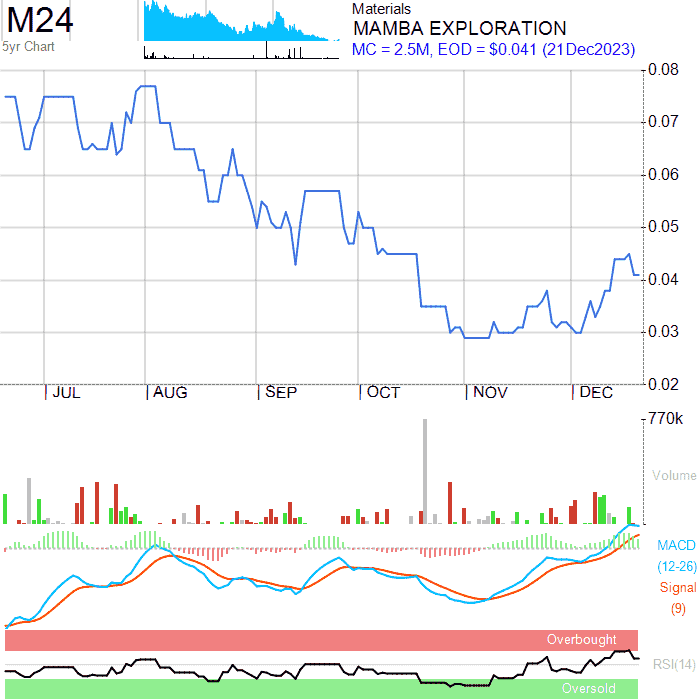 M24
5yr Chart
Materials
MAMBA EXPLORATION
MC = 2.5M, EOD = $0.041 (21Dec2023)
0.08
0.07
0.06
0.05
0.04
0.03
0.02
JUL AUG SEP OCT NOV DEC
770k
Volume
MACD
(12-26)
Signal
(9)
Overbought
RSI(14)
Oversold